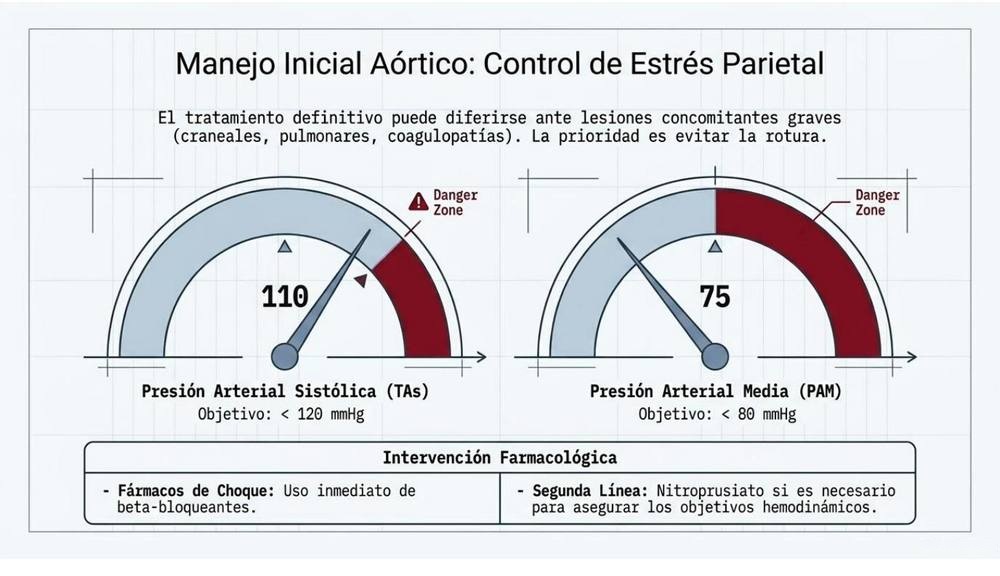 Manejo Inicial Aórtico: Control de Estrés Parietal
El tratamiento definitivo puede diferirse ante lesiones concomitantes graves
(craneales, pulmonares, coagulopatías). La prioridad es evitar la rotura.
Danger
Zone
110
Presión Arterial Sistólica (TAs)
Objetivo: < 120 mmHg
Danger
Zone
75
Presión Arterial Media (PAM)
Objetivo: < 80 mmHg
Intervención Farmacológica
- Fármacos de Choque: Uso inmediato de
beta-bloqueantes.
- Segunda Línea: Nitroprusiato si es necesario
para asegurar los objetivos hemodinámicos.